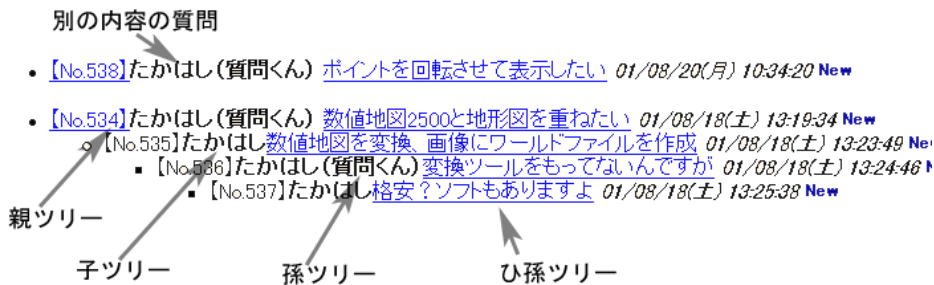 別の内容の質問
• 【No.538】たかはし(質問くん) ポイントを回転させて表示したい 01/08/20(月) 10:34:20 New
• 【No.534】たかはし(質問くん) 数値地図2500と地形図を重ねたい 01/08/18(土) 13:19:34 New
【No.535】たかはし数値地図を変換、画像にワールドファイルを作成 01/08/18(土) 13:23:49 New
【No.536】たかはし(質問くん) 変換ツールをもってないんですが 01/08/18(土) 13:24:46
【No.537】たかはし格安？ソフトもありますよ 01/08/18(土) 13:25:38 New
親ツリー
子ツリー 孫ツリー ひ孫ツリー